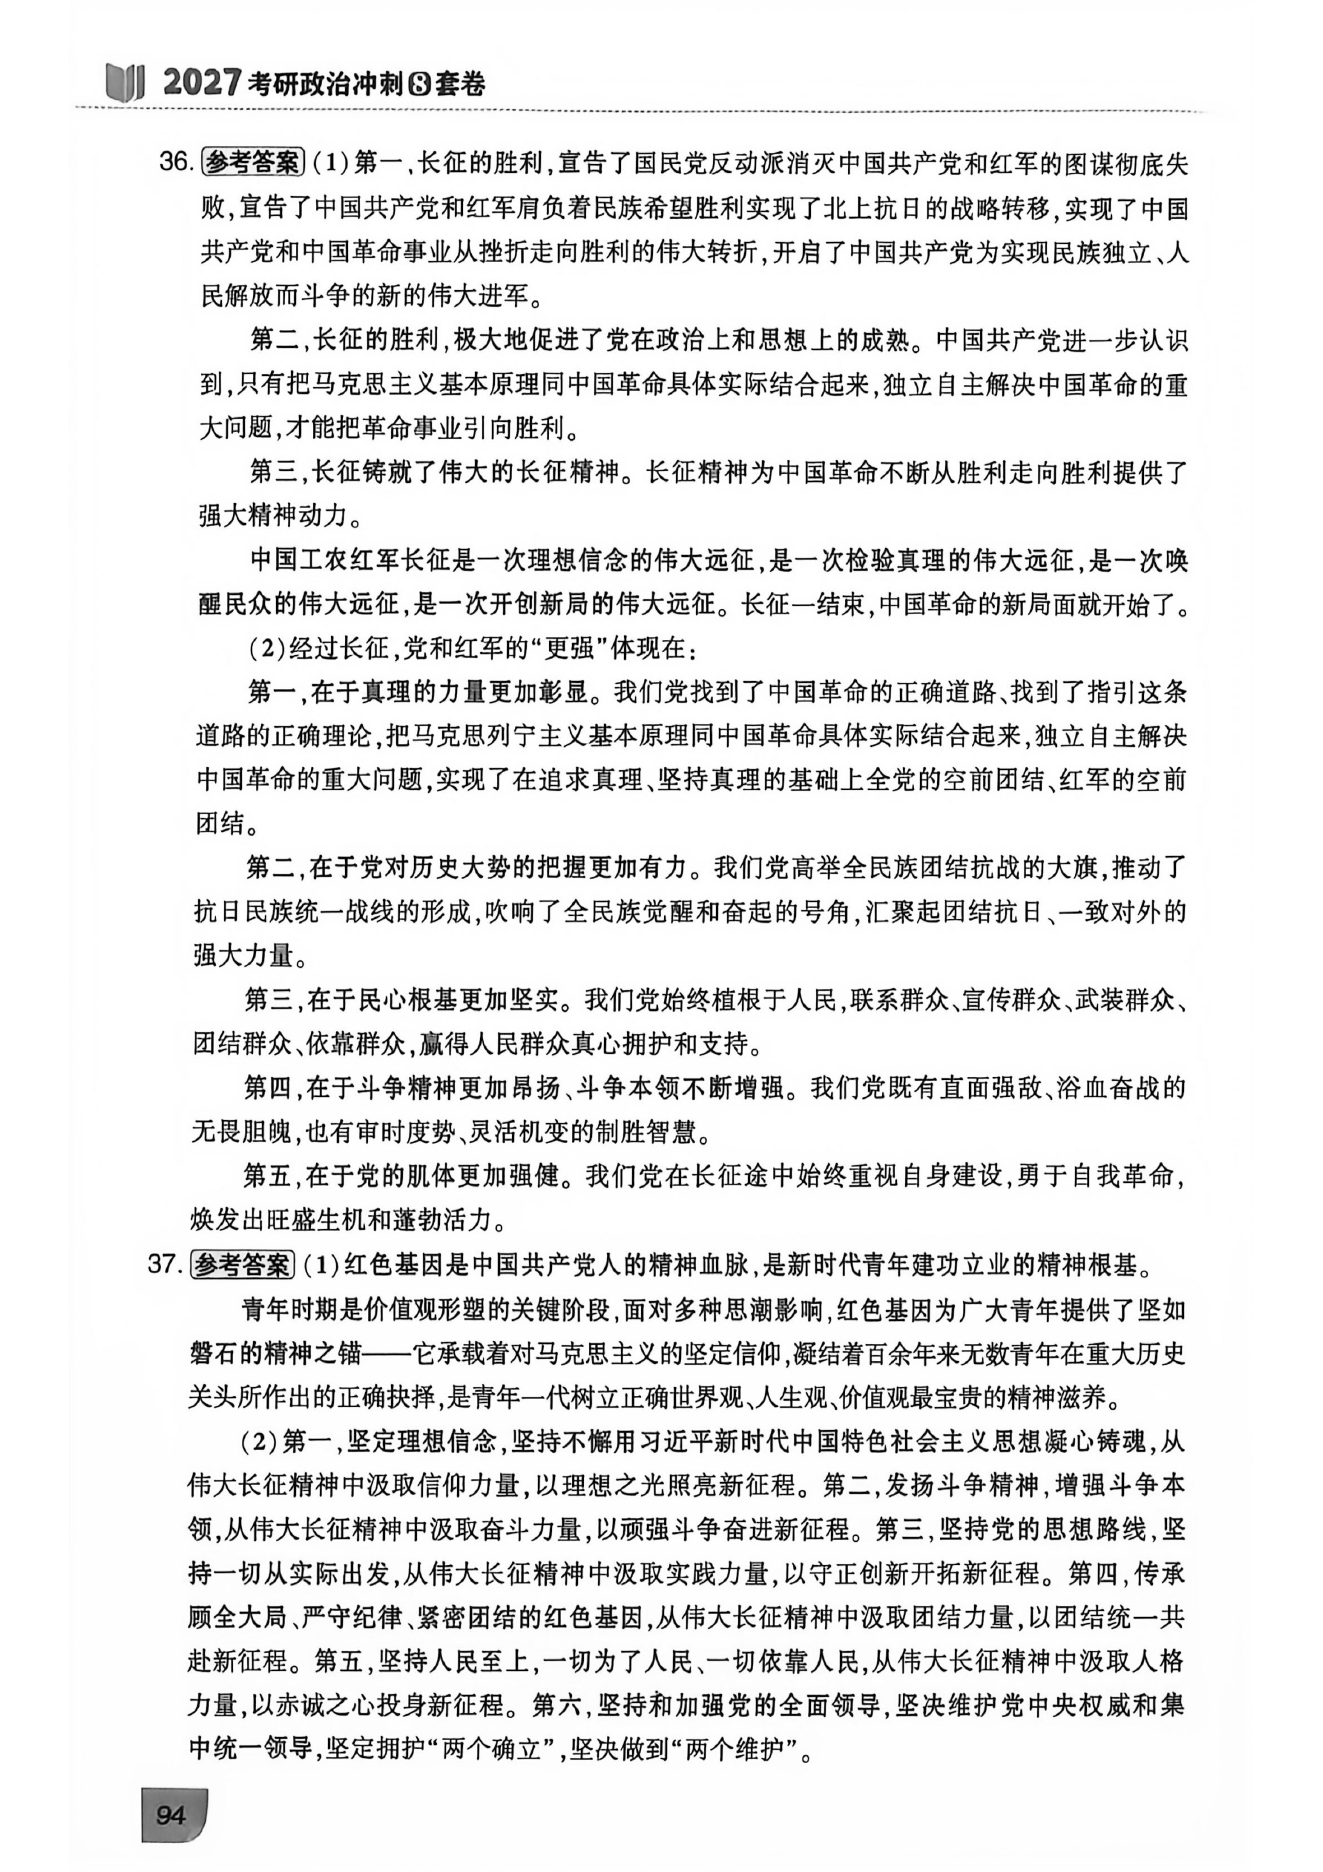 2027考研政治冲刺⑧套卷
36. 参考答案 (1)第一,长征的胜利,宣告了国民党反动派消灭中国共产党和红军的图谋彻底失
败,宣告了中国共产党和红军肩负着民族希望胜利实现了北上抗日的战略转移,实现了中国
共产党和中国革命事业从挫折走向胜利的伟大转折,开启了中国共产党为实现民族独立、人
民解放而斗争的新的伟大进军。
第二,长征的胜利,极大地促进了党在政治上和思想上的成熟。中国共产党进一步认识
到,只有把马克思主义基本原理同中国革命具体实际结合起来,独立自主解决中国革命的重
大问题,才能把革命事业引向胜利。
第三,长征铸就了伟大的长征精神。长征精神为中国革命不断从胜利走向胜利提供了
强大精神动力。
中国工农红军长征是一次理想信念的伟大远征,是一次检验真理的伟大远征,是一次唤
醒民众的伟大远征,是一次开创新局的伟大远征。长征一结束,中国革命的新局面就开始了。
(2)经过长征,党和红军的“更强”体现在:
第一,在于真理的力量更加彰显。我们党找到了中国革命的正确道路、找到了指引这条
道路的正确理论,把马克思列宁主义基本原理同中国革命具体实际结合起来,独立自主解决
中国革命的重大问题,实现了在追求真理、坚持真理的基础上全党的空前团结、红军的空前
团结。
第二,在于党对历史大势的把握更加有力。我们党高举全民族团结抗战的大旗,推动了
抗日民族统一战线的形成,吹响了全民族觉醒和奋起的号角,汇聚起团结抗日、一致对外的
强大力量。
第三,在于民心根基更加坚实。我们党始终植根于人民,联系群众、宣传群众、武装群众、
团结群众、依靠群众,赢得人民群众真心拥护和支持。
第四,在于斗争精神更加昂扬、斗争本领不断增强。我们党既有直面强敌、浴血奋战的
无畏胆魄,也有审时度势、灵活机变的制胜智慧。
第五,在于党的肌体更加强健。我们党在长征途中始终重视自身建设,勇于自我革命,
焕发出旺盛生机和蓬勃活力。
37. 参考答案 (1)红色基因是中国共产党人的精神血脉,是新时代青年建功立业的精神根基。
青年时期是价值观形塑的关键阶段,面对多种思潮影响,红色基因为广大青年提供了坚如
磐石的精神之锚——它承载着对马克思主义的坚定信仰,凝结着百余年来无数青年在重大历史
关头所作出的正确抉择,是青年一代树立正确世界观、人生观、价值观最宝贵的精神滋养。
(2)第一,坚定理想信念,坚持不懈用习近平新时代中国特色社会主义思想凝心铸魂,从
伟大长征精神中汲取信仰力量,以理想之光照亮新征程。第二,发扬斗争精神,增强斗争本
领,从伟大长征精神中汲取奋斗力量,以顽强斗争奋进新征程。第三,坚持党的思想路线,坚
持一切从实际出发,从伟大长征精神中汲取实践力量,以守正创新开拓新征程。第四,传承
顾全大局、严守纪律、紧密团结的红色基因,从伟大长征精神中汲取团结力量,以团结统一共
赴新征程。第五,坚持人民至上,一切为了人民、一切依靠人民,从伟大长征精神中汲取人格
力量,以赤诚之心投身新征程。第六,坚持和加强党的全面领导,坚决维护党中央权威和集
中统一领导,坚定拥护“两个确立”,坚决做到“两个维护”。
94